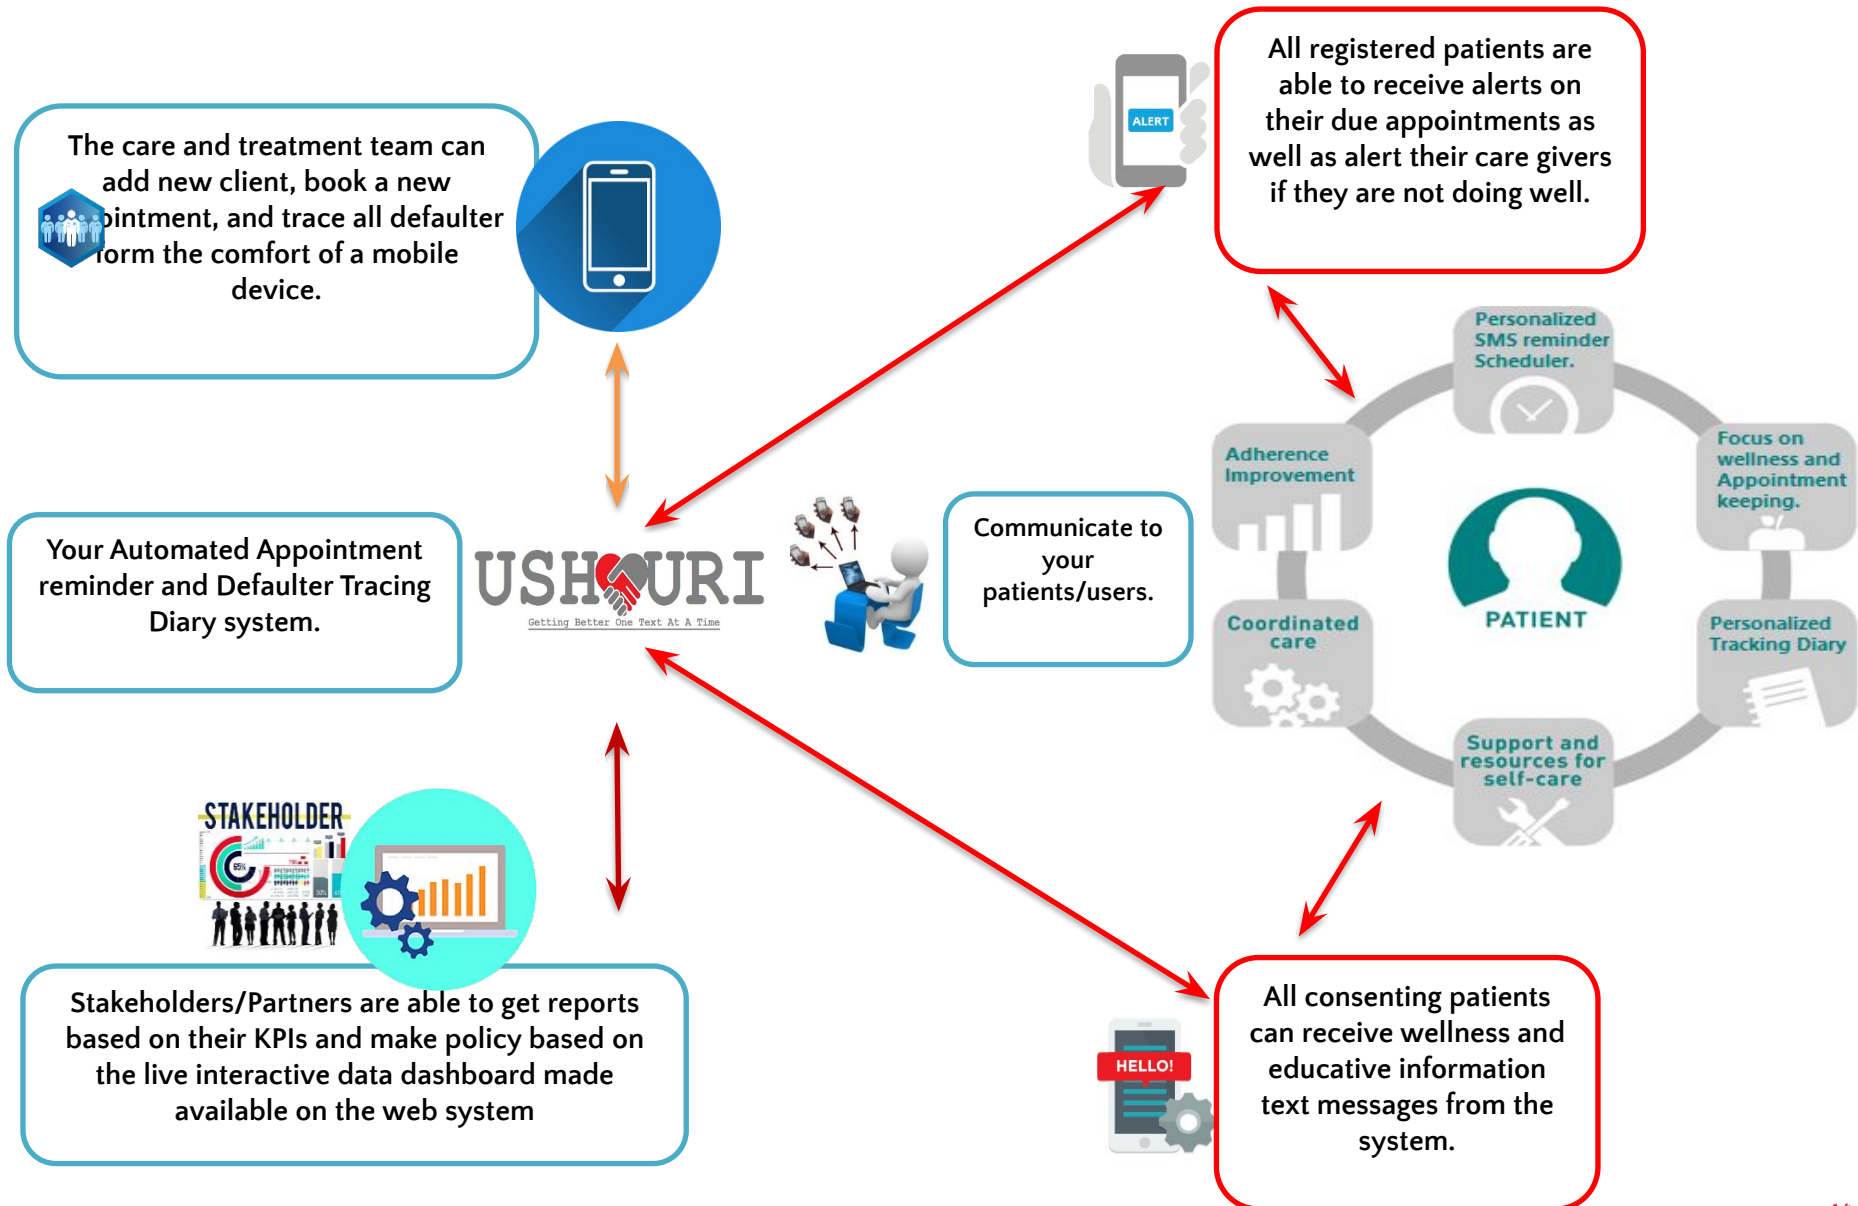 The care and treatment team can
add new client, book a new
ointment, and trace all defaulter
form the comfort of a mobile
device.
ALERT
All registered patients are
able to receive alerts on
their due appointments as
well as alert their care givers
if they are not doing well.
Your Automated Appointment
reminder and Defaulter Tracing
Diary system.
USH URI
Getting Better One Text At A Time
Communicate to
your
patients/users.
Personalized
SMS reminder
Scheduler.
Focus on
wellness and
Appointment
keeping.
Personalized
Tracking Diary
Support and
resources for
self-care
Coordinated
care
Adherence
Improvement
PATIENT
STAKEHOLDER
65%
Stakeholders/Partners are able to get reports
based on their KPIs and make policy based on
the live interactive data dashboard made
available on the web system
HELLO!
All consenting patients
can receive wellness and
educative information
text messages from the
system.